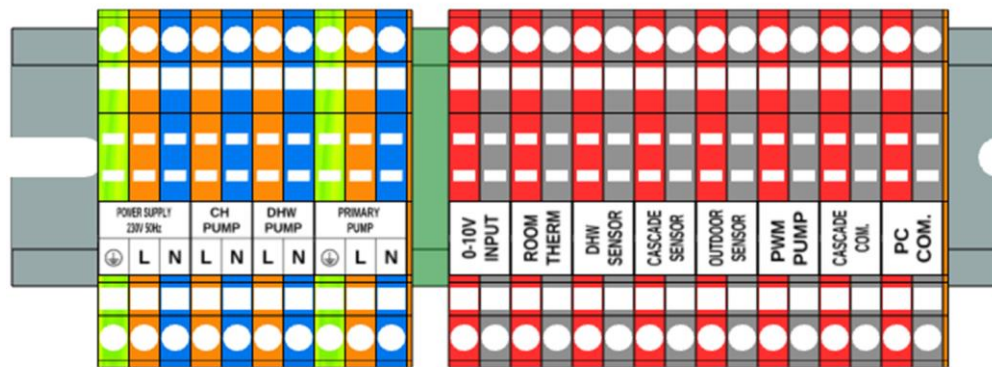 POWER SUPPLY
230V 50Hz
CH
PUMP
DHW
PUMP
PRIMARY
PUMP
L N L N L N L N
0-10V
INPUT
ROOM
THERM
DHW
SENSOR
CASCADE
SENSOR
OUTDOOR
SENSOR
PWM
PUMP
CASCADE
COM.
PC
COM.